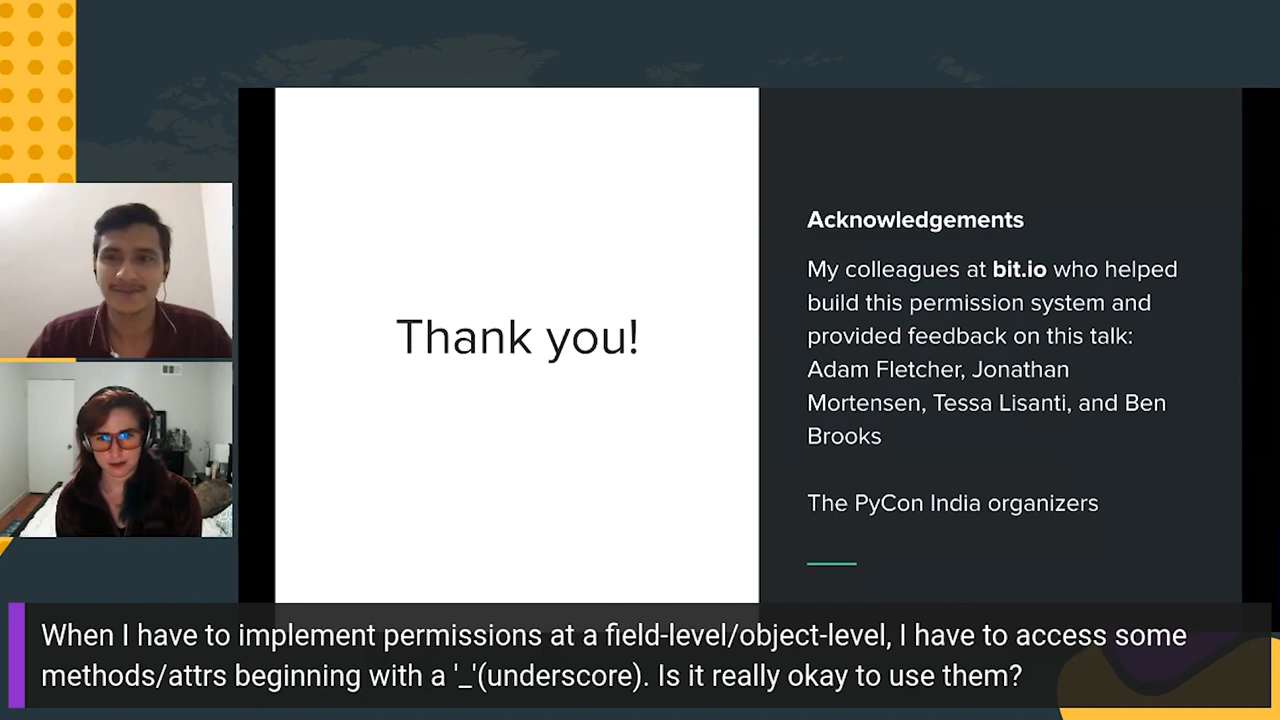 Thank you!
Acknowledgements
My colleagues at bit.io who helped
build this permission system and
provided feedback on this talk:
Adam Fletcher, Jonathan
Mortensen, Tessa Lisanti, and Ben
Brooks
The PyCon India organizers
When I have to implement permissions at a field-level/object-level, I have to access some
methods/attrs beginning with a '_'(underscore). Is it really okay to use them?